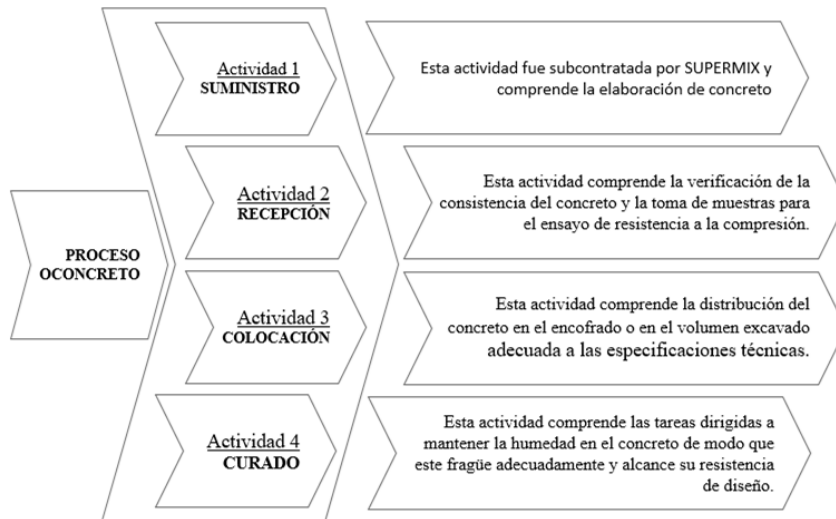 PROCESO
OCONCRETO
Actividad 1
SUMINISTRO
Esta actividad fue subcontratada por SUPERMIX y
comprende la elaboración de concreto
Actividad 2
RECEPCIÓN
Esta actividad comprende la verificación de la
consistencia del concreto y la toma de muestras para
el ensayo de resistencia a la compresión.
Actividad 3
COLOCACIÓN
Esta actividad comprende la distribución del
concreto en el encofrado o en el volumen excavado
adecuada a las especificaciones técnicas.
Actividad 4
CURADO
Esta actividad comprende las tareas dirigidas a
mantener la humedad en el concreto de modo que
este fragüe adecuadamente y alcance su resistencia
de diseño.